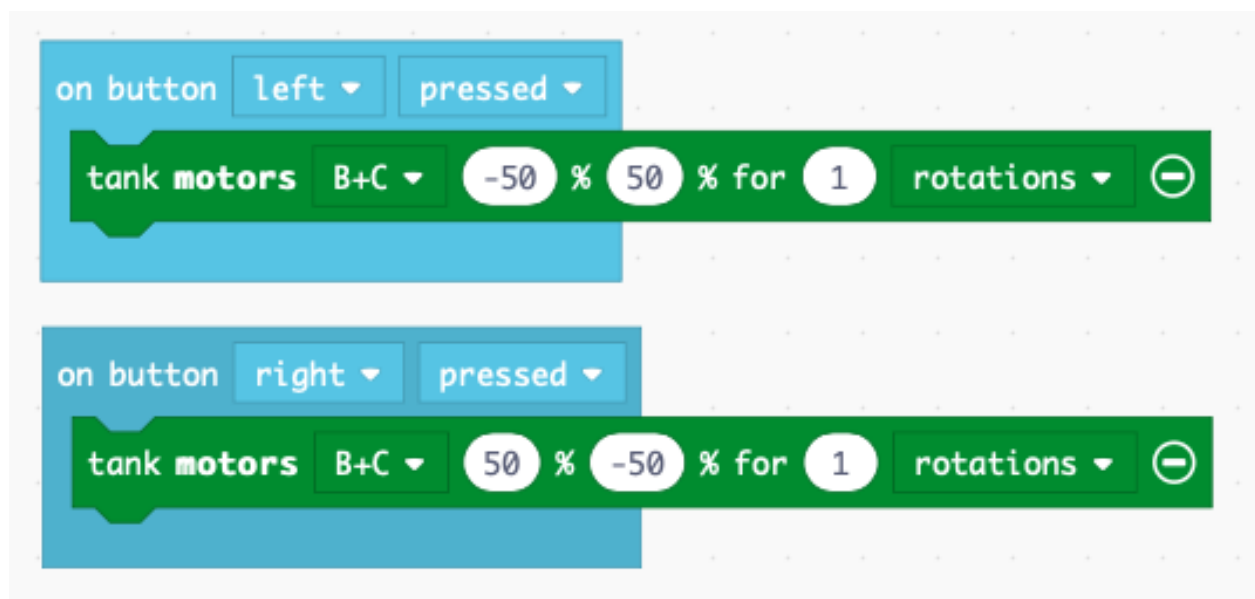 on button left pressed
tank motors B+C -50 % 50 % for 1 rotations
on button right pressed
tank motors B+C 50 % -50 % for 1 rotations